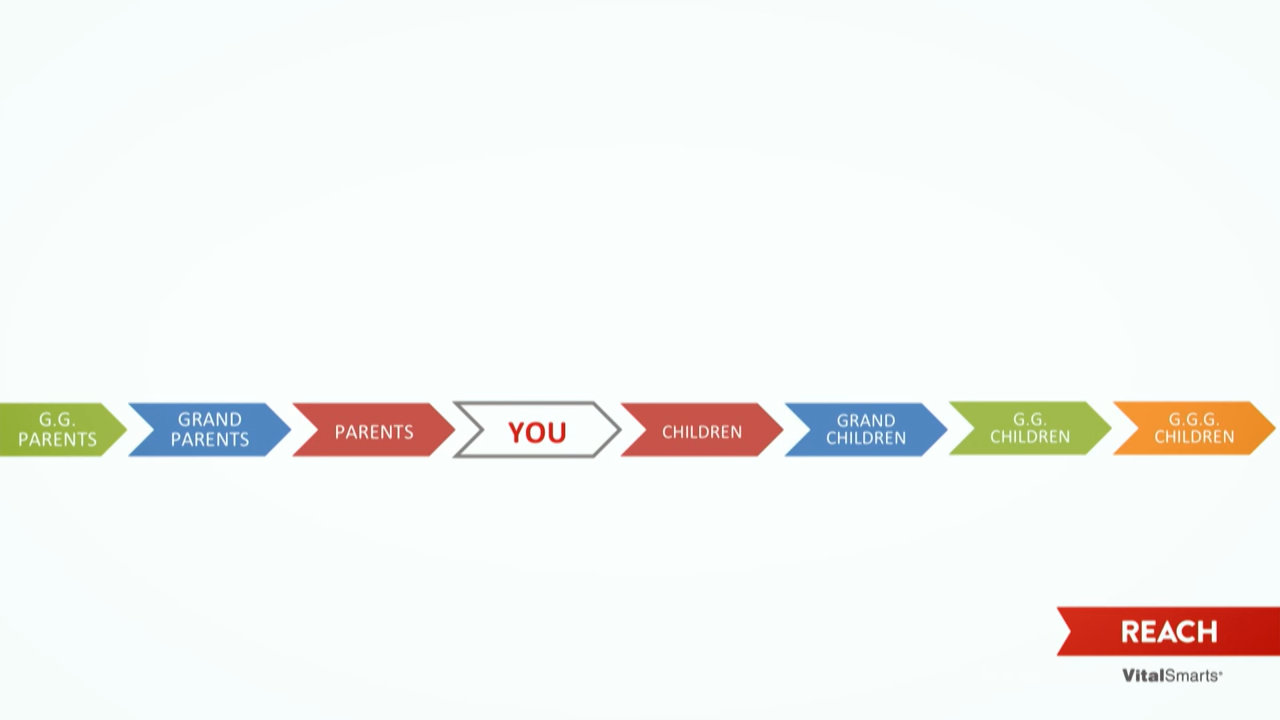 G.G.
PARENTS
GRAND
PARENTS
PARENTS
YOU
CHILDREN
GRAND
CHILDREN
G.G.
CHILDREN
G.G.G.
CHILDREN
REACH
VitalSmarts